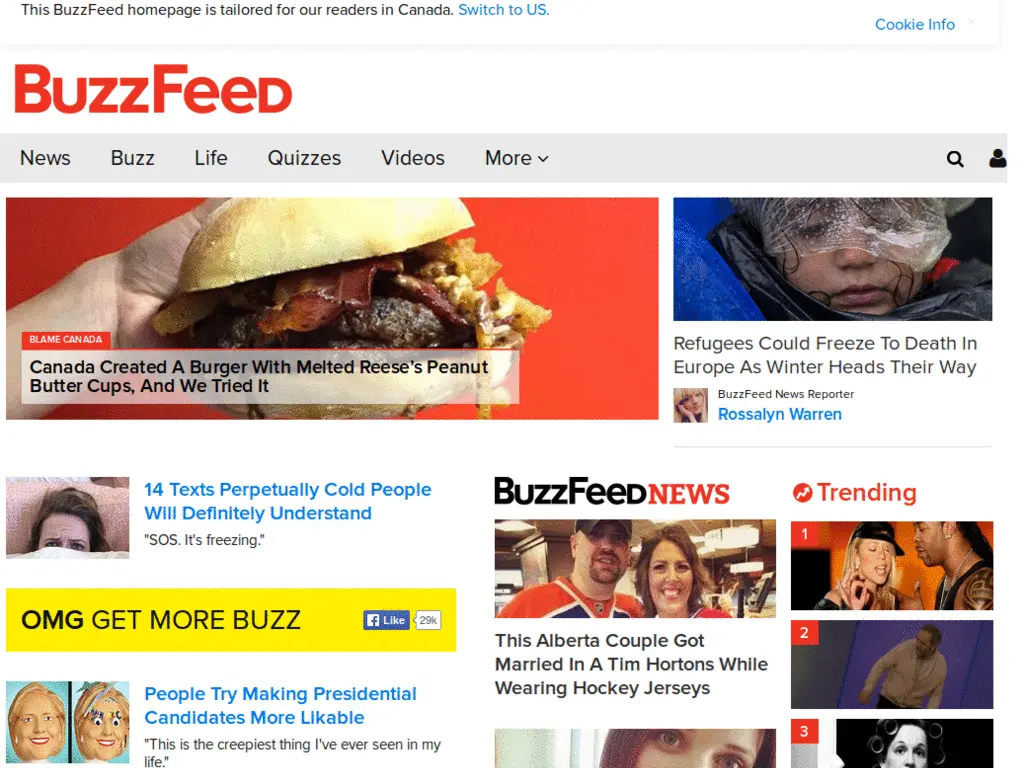 This BuzzFeed homepage is tailored for our readers in Canada. Switch to US.
Cookie Info
BuzzFeed
News Buzz Life Quizzes Videos More
BLAME CANADA
Canada Created A Burger With Melted Reese's Peanut
Butter Cups, And We Tried It
Refugees Could Freeze To Death In
Europe As Winter Heads Their Way
BuzzFeed News Reporter
Rossalyn Warren
14 Texts Perpetually Cold People
Will Definitely Understand
"SOS. It's freezing."
OMG GET MORE BUZZ
Like 29k
People Try Making Presidential
Candidates More Likable
"This is the creepiest thing I've ever seen in my
life."
BuzzFeed NEWS
This Alberta Couple Got
Married In A Tim Hortons While
Wearing Hockey Jerseys
Trending
1
2
3